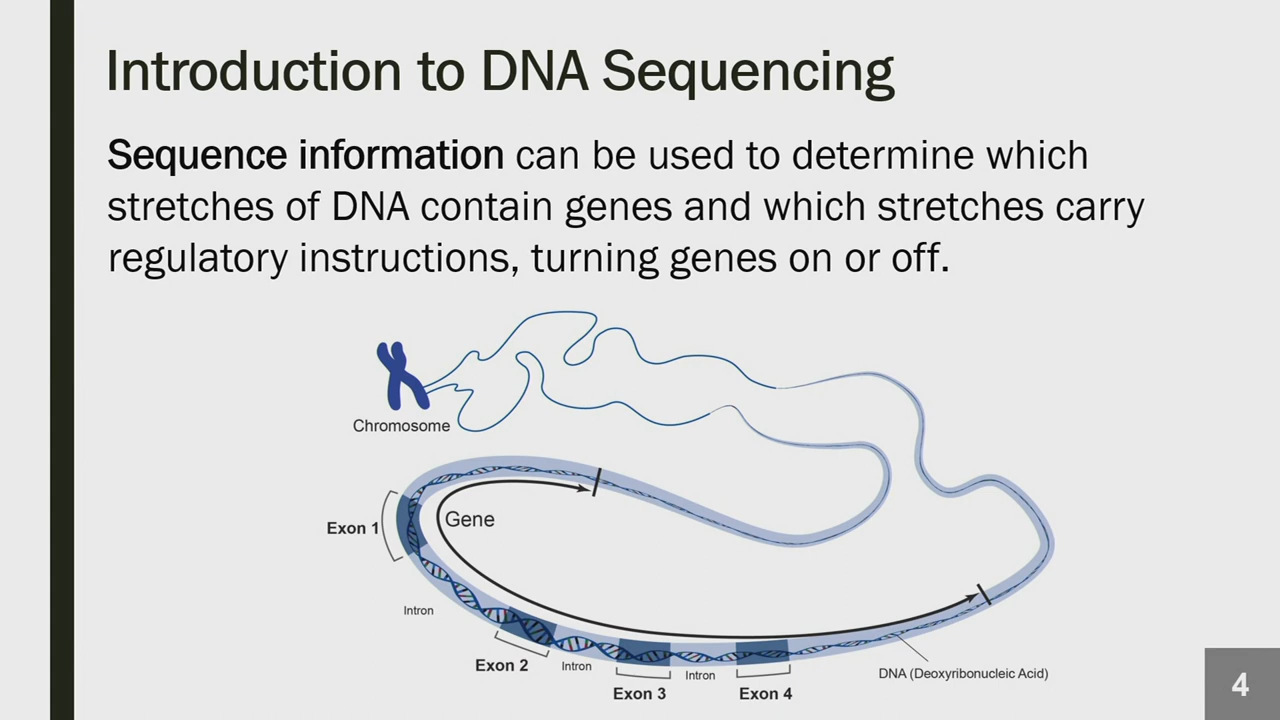 Introduction to DNA Sequencing
Sequence information can be used to determine which
stretches of DNA contain genes and which stretches carry
regulatory instructions, turning genes on or off.
Chromosome
Gene
Exon 1
Intron
Exon 2
Intron
Exon 3
Intron
Exon 4
DNA (Deoxyribonucleic Acid)
4